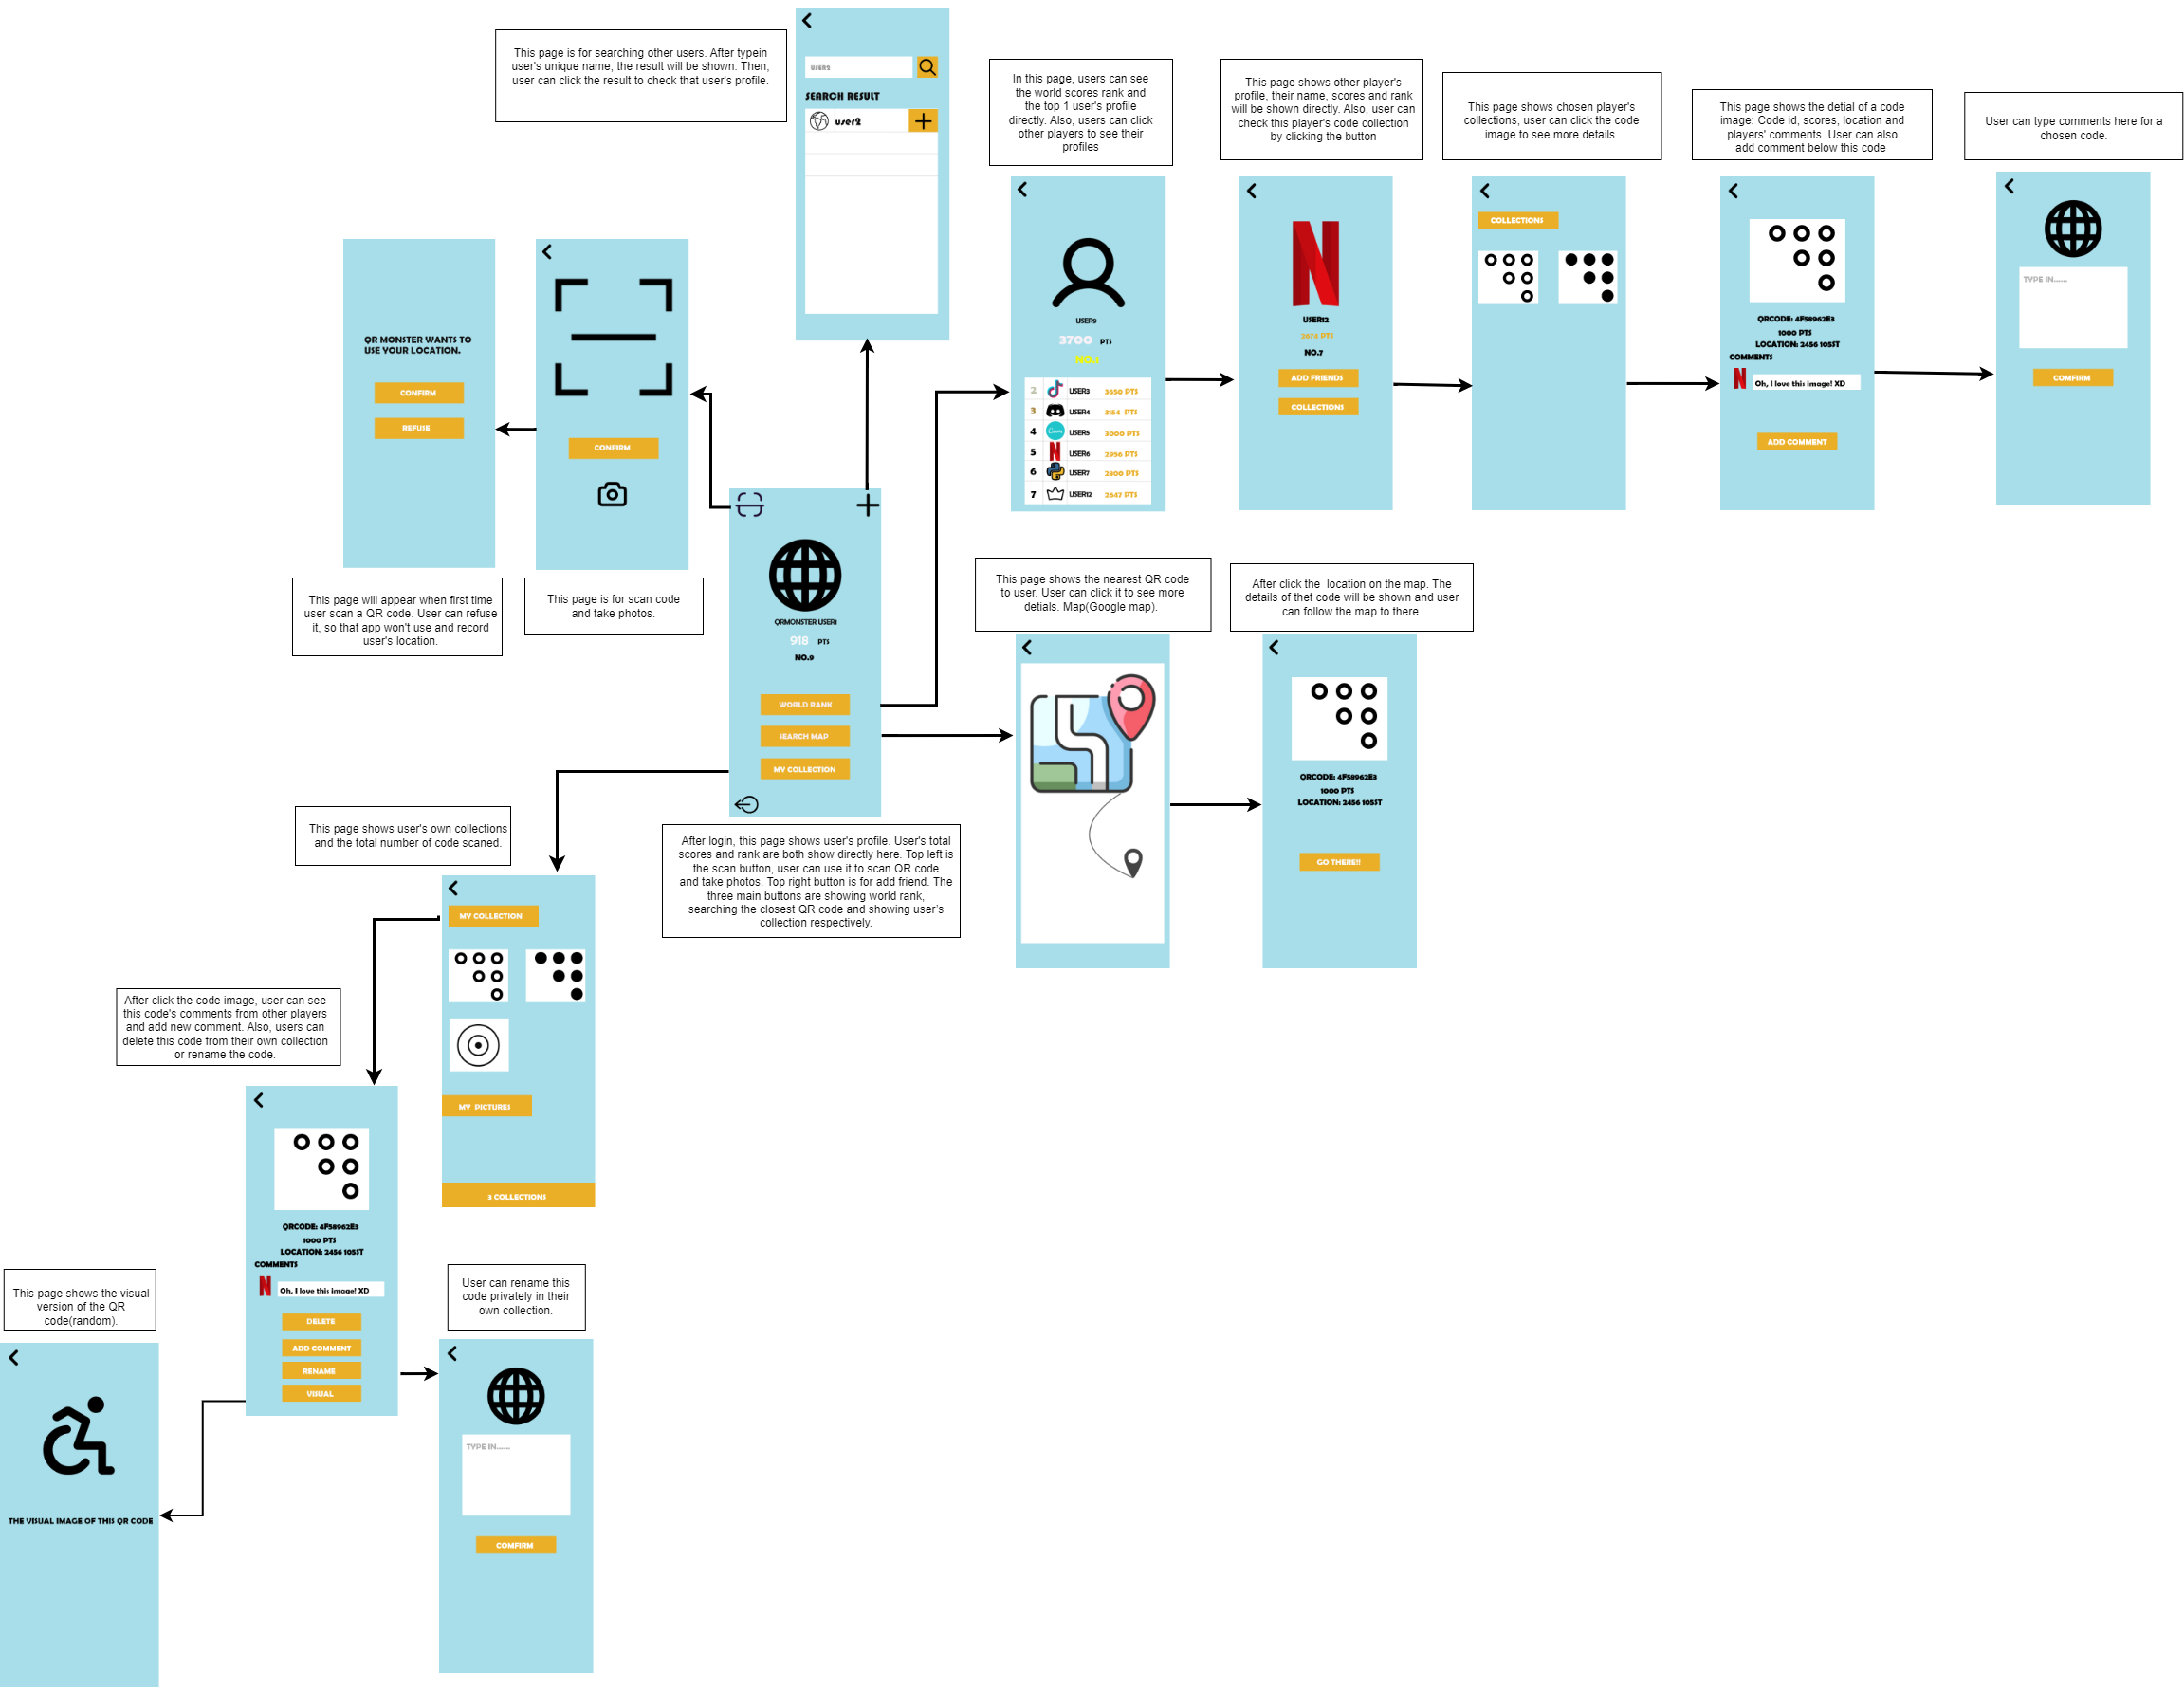 This page is for searching other users. After typein
user's unique name, the result will be shown. Then,
user can click the result to check that user's profile.
SEARCH RESULT
user2
In this page, users can see
the world scores rank and
the top 1 user's profile
directly. Also, users can click
other players to see their
profiles
USER9
3700 PTS
NO.1
2 USER3 3650 PTS
3 USER4 3134 PTS
4 USER5 3000 PTS
5 USER6 2956 PTS
6 USER7 2800 PTS
7 USER12 2647 PTS
This page shows other player's
profile, their name, scores and rank
will be shown directly. Also, user can
check this player's code collection
by clicking the button
USER12
2874 PTS
NO.7
ADD FRIENDS
COLLECTIONS
This page shows chosen player's
collections, user can click the code
image to see more details.
COLLECTIONS
This page shows the detial of a code
image: Code id, scores, location and
players' comments. User can also
add comment below this code
QRCODE: 4F58962E3
1000 PTS
LOCATION: 2456 105ST
COMMENTS
Oh, I love this image! XD
ADD COMMENT
User can type comments here for a
chosen code.
TYPE IN......
COMFIRM
QR MONSTER WANTS TO
USE YOUR LOCATION.
CONFIRM
REFUSE
This page will appear when first time
user scan a QR code. User can refuse
it, so that app won't use and record
user's location.
CONFIRM
This page is for scan code
and take photos.
QRMONSTER USER1
918 PTS
NO.9
WORLD RANK
SEARCH MAP
MY COLLECTION
After login, this page shows user's profile. User's total
scores and rank are both show directly here. Top left is
the scan button, user can use it to scan QR code
and take photos. Top right button is for add friend. The
three main buttons are showing world rank,
searching the closest QR code and showing user's
collection respectively.
This page shows the nearest QR code
to user. User can click it to see more
detials. Map(Google map).
After click the location on the map. The
details of thet code will be shown and user
can follow the map to there.
QRCODE: 4F58962E3
1000 PTS
LOCATION: 2456 105ST
GO THERE!!
This page shows user's own collections
and the total number of code scaned.
MY COLLECTION
MY PICTURES
3 COLLECTIONS
After click the code image, user can see
this code's comments from other players
and add new comment. Also, users can
delete this code from their own collection
or rename the code.
QRCODE: 4F58962E3
1000 PTS
LOCATION: 2456 105ST
COMMENTS
Oh, I love this image! XD
DELETE
ADD COMMENT
RENAME
VISUAL
This page shows the visual
version of the QR
code(random).
THE VISUAL IMAGE OF THIS QR CODE
User can rename this
code privately in their
own collection.
TYPE IN......
COMFIRM